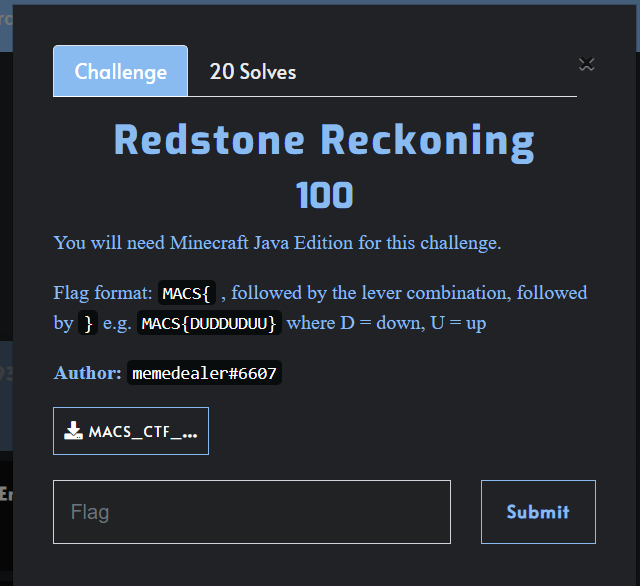 Challenge
20 Solves
Redstone Reckoning
100
You will need Minecraft Java Edition for this challenge.
Flag format: MACS{ , followed by the lever combination, followed
by } e.g. MACS{DUDDUDUU} where D = down, U = up
Author: memedealer#6607
MACS_CTF_...
Flag
Submit